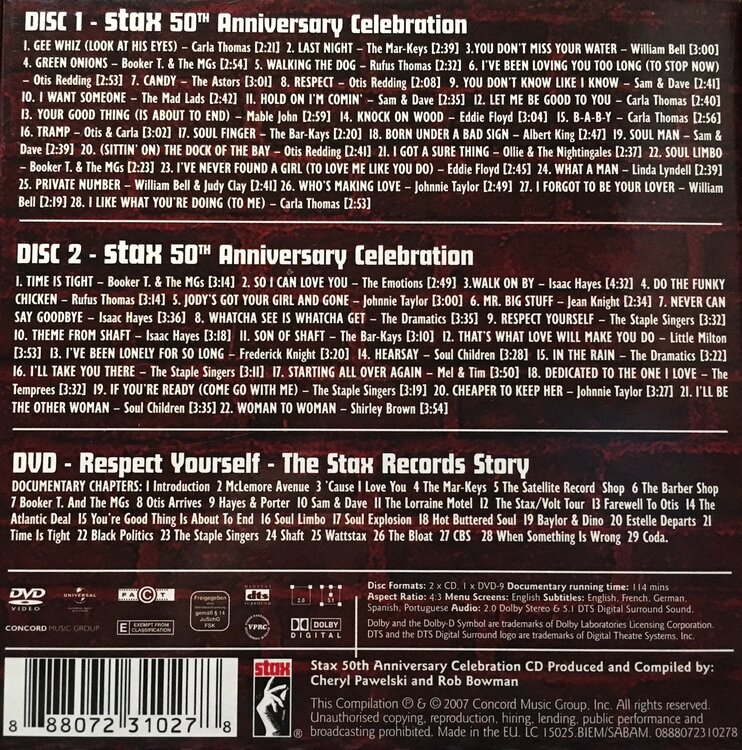 DISC 1 - stax 50TH Anniversary Celebration
1. GEE WHIZ (LOOK AT HIS EYES) – Carla Thomas [2:21] 2. LAST NIGHT – The Mar-Keys [2:39] 3.YOU DON'T MISS YOUR WATER – William Bell [3:00]
4. GREEN ONIONS – Booker T. & The MGs [2:54] 5. WALKING THE DOG – Rufus Thomas [2:32] 6. I'VE BEEN LOVING YOU TOO LONG (TO STOP NOW)
– Otis Redding [2:53] 7. CANDY – The Astors [3:01] 8. RESPECT – Otis Redding [2:08] 9. YOU DON'T KNOW LIKE I KNOW – Sam & Dave [2:41]
10. I WANT SOMEONE – The Mad Lads [2:42] 11. HOLD ON I'M COMIN' – Sam & Dave [2:35] 12. LET ME BE GOOD TO YOU – Carla Thomas [2:40]
13. YOUR GOOD THING (IS ABOUT TO END) – Mable John [2:59] 14. KNOCK ON WOOD – Eddie Floyd [3:04] 15. B-A-B-Y – Carla Thomas [2:56]
16. TRAMP – Otis & Carla [3:02] 17. SOUL FINGER – The Bar-Kays [2:20] 18. BORN UNDER A BAD SIGN – Albert King [2:47] 19. SOUL MAN – Sam &
Dave [2:39] 20. (SITTIN' ON) THE DOCK OF THE BAY – Otis Redding [2:41] 21. I GOT A SURE THING – Ollie & The Nightingales [2:37] 22. SOUL LIMBO
– Booker T. & The MGs [2:23] 23. I'VE NEVER FOUND A GIRL (TO LOVE ME LIKE YOU DO) – Eddie Floyd [2:45] 24. WHAT A MAN – Linda Lyndell [2:39]
25. PRIVATE NUMBER – William Bell & Judy Clay [2:41] 26. WHO'S MAKING LOVE – Johnnie Taylor [2:49] 27. I FORGOT TO BE YOUR LOVER – William
Bell [2:19] 28. I LIKE WHAT YOU'RE DOING (TO ME) – Carla Thomas [2:53]
DISC 2 - stax 50TH Anniversary Celebration
1. TIME IS TIGHT – Booker T. & The MGs [3:14] 2. SO I CAN LOVE YOU – The Emotions [2:49] 3.WALK ON BY – Isaac Hayes [4:32] 4. DO THE FUNKY
CHICKEN – Rufus Thomas [3:14] 5. JODY'S GOT YOUR GIRL AND GONE – Johnnie Taylor [3:00] 6. MR. BIG STUFF – Jean Knight [2:34] 7. NEVER CAN
SAY GOODBYE – Isaac Hayes [3:36] 8. WHATCHA SEE IS WHATCHA GET – The Dramatics [3:35] 9. RESPECT YOURSELF – The Staple Singers [3:32]
10. THEME FROM SHAFT – Isaac Hayes [3:18] 11. SON OF SHAFT – The Bar-Kays [3:10] 12. THAT'S WHAT LOVE WILL MAKE YOU DO – Little Milton
[3:53] 13. I'VE BEEN LONELY FOR SO LONG – Frederick Knight [3:20] 14. HEARSAY – Soul Children [3:28] 15. IN THE RAIN – The Dramatics [3:22]
16. I'LL TAKE YOU THERE – The Staple Singers [3:11] 17. STARTING ALL OVER AGAIN – Mel & Tim [3:50] 18. DEDICATED TO THE ONE I LOVE – The
Temprees [3:32] 19. IF YOU'RE READY (COME GO WITH ME) – The Staple Singers [3:19] 20. CHEAPER TO KEEP HER – Johnnie Taylor [3:27] 21. I'LL BE
THE OTHER WOMAN – Soul Children [3:35] 22. WOMAN TO WOMAN – Shirley Brown [3:54]
DVD - Respect Yourself - The Stax Records Story
DOCUMENTARY CHAPTERS: 1 Introduction 2 McLemore Avenue 3 'Cause I Love You 4 The Mar-Keys 5 The Satellite Record Shop 6 The Barber Shop
7 Booker T. And The MGs 8 Otis Arrives 9 Hayes & Porter 10 Sam & Dave 11 The Lorraine Motel 12 The Stax/Volt Tour 13 Farewell To Otis 14 The
Atlantic Deal 15 You're Good Thing Is About To End 16 Soul Limbo 17 Soul Explosion 18 Hot Buttered Soul 19 Baylor & Dino 20 Estelle Departs 21
Time Is Tight 22 Black Politics 23 The Staple Singers 24 Shaft 25 Wattstax 26 The Bloat 27 CBS 28 When Something Is Wrong 29 Coda.
DVD VIDEO UNIVERSAL Freigegeben gemäß § 14 JuSchG FSK dts SURROUND 2.0 5.1
CONCORD MUSIC GROUP E EXEMPT FROM CLASSIFICATION VPRC DOLBY DIGITAL
Disc Formats: 2 x CD, 1 x DVD-9 Documentary running time: 114 mins
Aspect Ratio: 4:3 Menu Screens: English Subtitles: English, French, German,
Spanish, Portuguese Audio: 2.0 Dolby Stereo & 5.1 DTS Digital Surround Sound.
Dolby and the Dolby-D Symbol are trademarks of Dolby Laboratories Licensing Corporation.
DTS and the DTS Digital Surround logo are trademarks of Digital Theatre Systems, Inc.
8 88072 31027 8
stax ®
Stax 50th Anniversary Celebration CD Produced and Compiled by:
Cheryl Pawelski and Rob Bowman
This Compilation ℗ & © 2007 Concord Music Group, Inc. All Rights Reserved.
Unauthorised copying, reproduction, hiring, lending, public performance and
broadcasting prohibited. Made in the E.U. LC 15025.BIEM/SABAM. 0888072310278